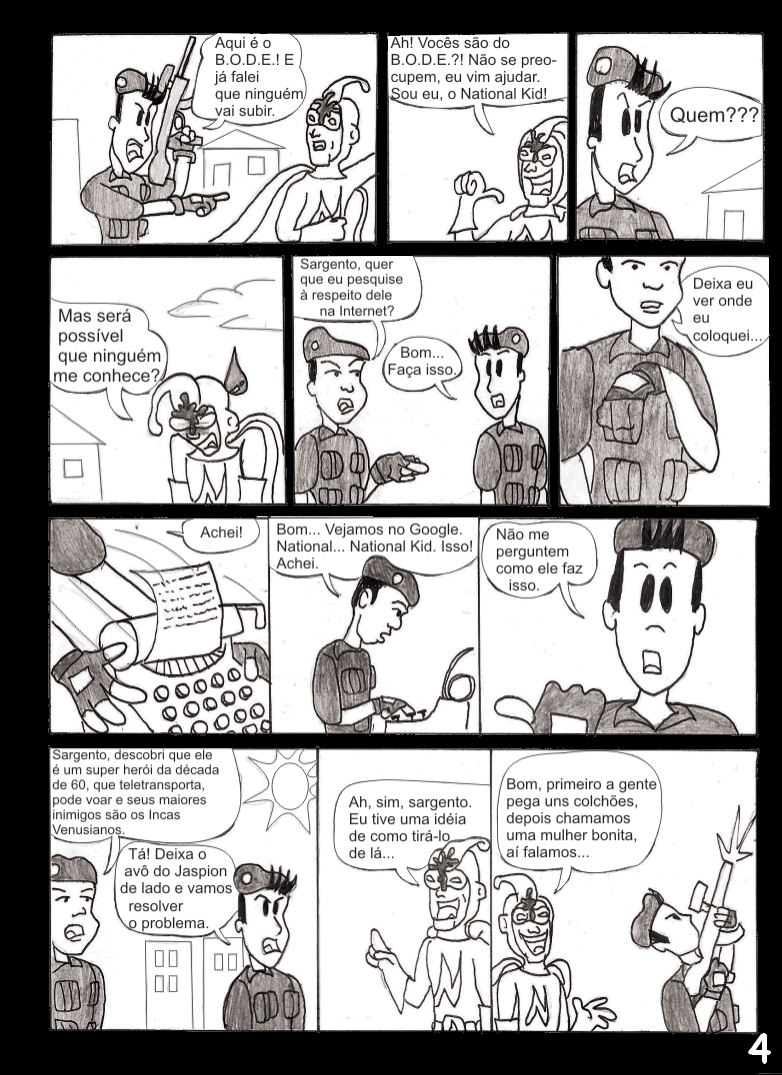 Aqui é o
B.O.D.E.! E
já falei
que ninguém
vai subir.
Ah! Vocês são do
B.O.D.E.?! Não se preo-
cupem, eu vim ajudar.
Sou eu, o National Kid!
Quem???
Mas será
possível
que ninguém
me conhece?
Sargento, quer
que eu pesquise
à respeito dele
na Internet?
Bom...
Faça isso.
Deixa eu
ver onde
eu
coloquei...
Achei!
Bom... Vejamos no Google.
National... National Kid. Isso!
Achei.
Não me
perguntem
como ele faz
isso.
Sargento, descobri que ele
é um super herói da década
de 60, que teletransporta,
pode voar e seus maiores
inimigos são os Incas
Venusianos.
Tá! Deixa o
avô do Jaspion
de lado e vamos
resolver
o problema.
Ah, sim, sargento.
Eu tive uma idéia
de como tirá-lo
de lá...
Bom, primeiro a gente
pega uns colchões,
depois chamamos
uma mulher bonita,
aí falamos...
4